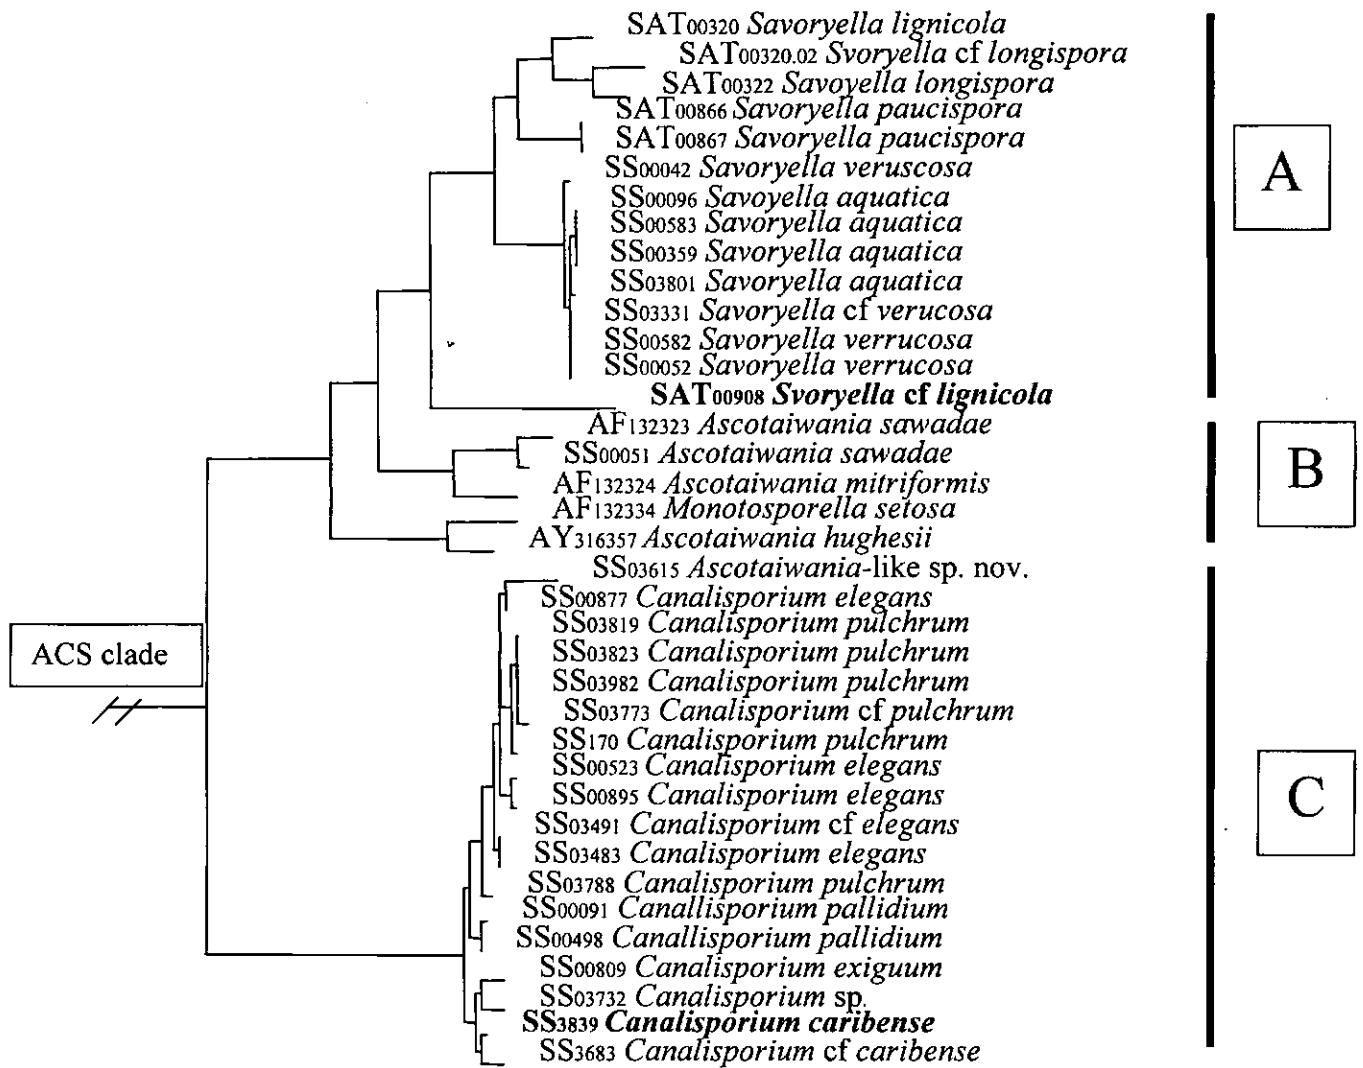 SAT00320 Savoryella lignicola
SAT00320.02 Svoryella cf longispora
SAT00322 Savoyella longispora
SAT00866 Savoryella paucispora
SAT00867 Savoryella paucispora
SS00042 Savoryella veruscosa
SS00096 Savoyella aquatica
SS00583 Savoryella aquatica
SS00359 Savoryella aquatica
SS03801 Savoryella aquatica
SS03331 Savoryella cf verucosa
SS00582 Savoryella verrucosa
SS00052 Savoryella verrucosa
SAT00908 Svoryella cf lignicola
A
AF132323 Ascotaiwania sawadae
SS00051 Ascotaiwania sawadae
AF132324 Ascotaiwania mitriformis
AF132334 Monotosporella setosa
AY316357 Ascotaiwania hughesii
B
SS03615 Ascotaiwania-like sp. nov.
SS00877 Canalisporium elegans
SS03819 Canalisporium pulchrum
SS03823 Canalisporium pulchrum
SS03982 Canalisporium pulchrum
SS03773 Canalisporium cf pulchrum
SS170 Canalisporium pulchrum
SS00523 Canalisporium elegans
SS00895 Canalisporium elegans
SS03491 Canalisporium cf elegans
SS03483 Canalisporium elegans
SS03788 Canalisporium pulchrum
SS00091 Canallisporium pallidium
SS00498 Canallisporium pallidium
SS00809 Canalisporium exiguum
SS03732 Canalisporium sp.
SS3839 Canalisporium caribense
SS3683 Canalisporium cf caribense
C
ACS clade